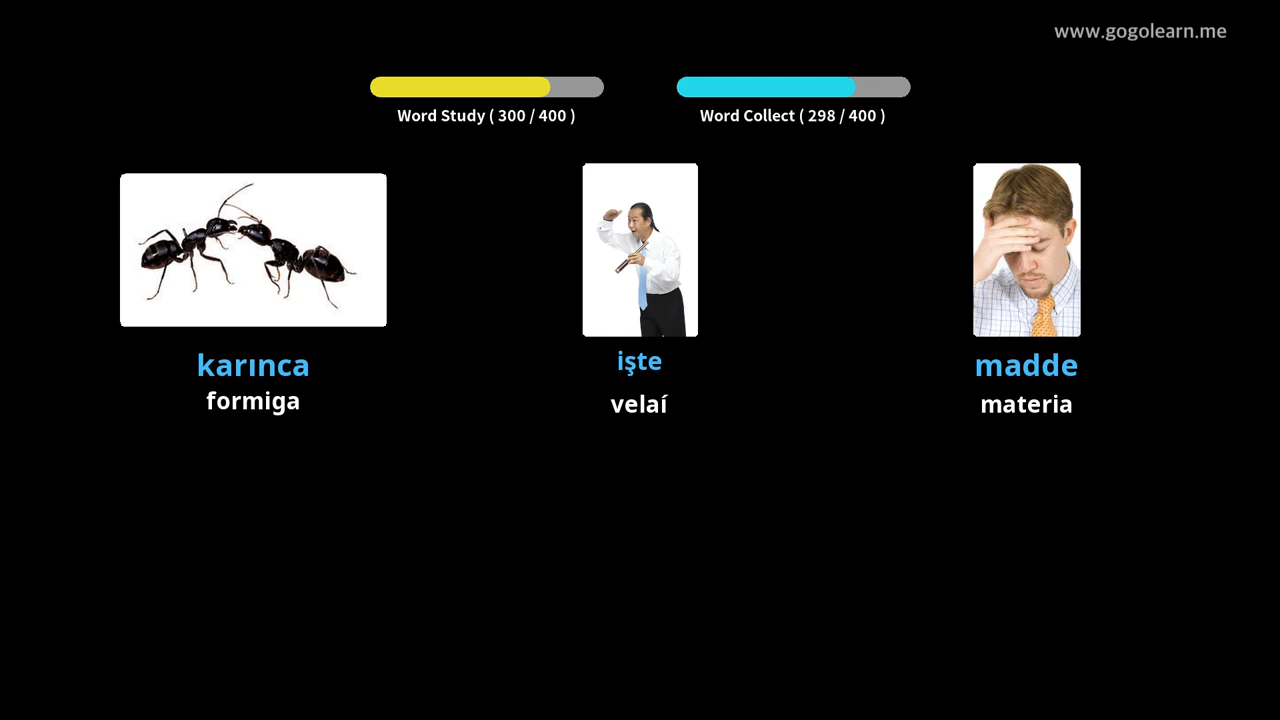 www.gogolearn.me
Word Study ( 300 / 400 )
Word Collect ( 298 / 400 )
karınca
formiga
işte
velaí
madde
materia